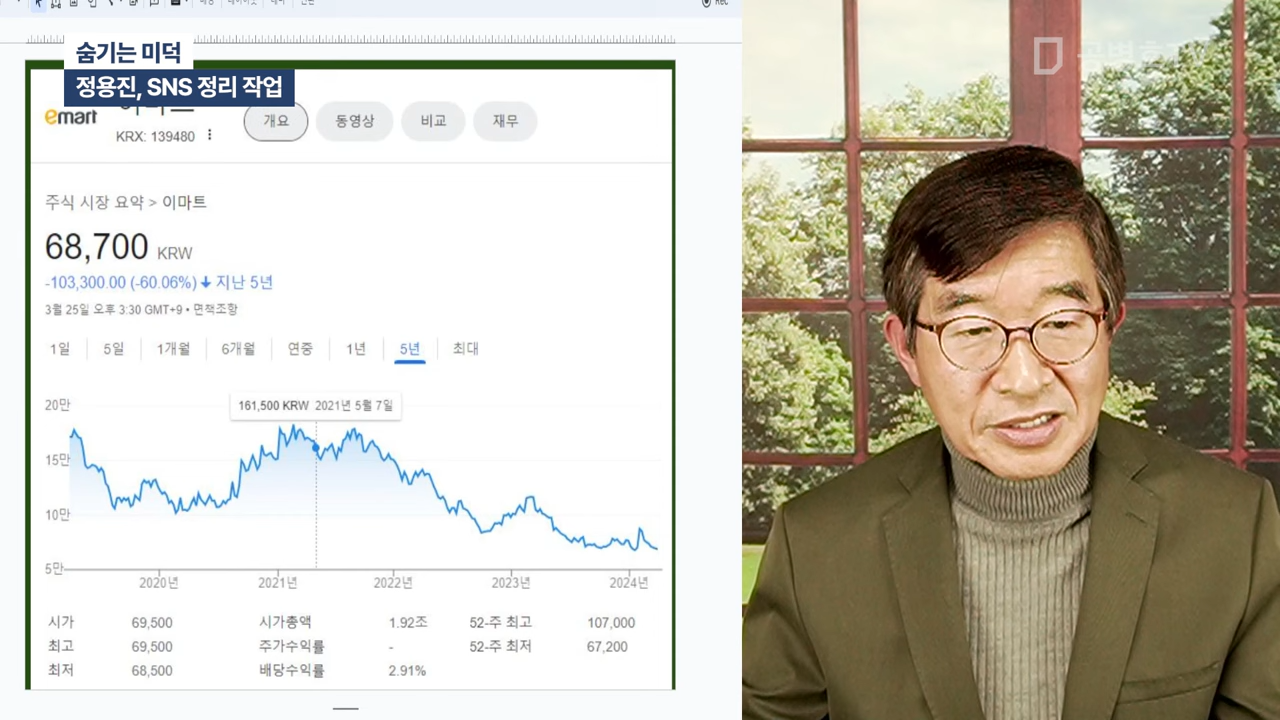 숨기는 미덕
정용진, SNS 정리 작업
emart
KRX: 139480
개요 동영상 비교 재무
주식 시장 요약 > 이마트
68,700 KRW
-103,300.00 (-60.06%) 지난 5년
3월 25일 오후 3:30 GMT+9 • 면책조항
1일 5일 1개월 6개월 연중 1년 5년 최대
161,500 KRW 2021년 5월 7일
20만
15만
10만
5만
2020년 2021년 2022년 2023년 2024년
시가 69,500 시가총액 1.92조 52-주 최고 107,000
최고 69,500 주가수익률 - 52-주 최저 67,200
최저 68,500 배당수익률 2.91%